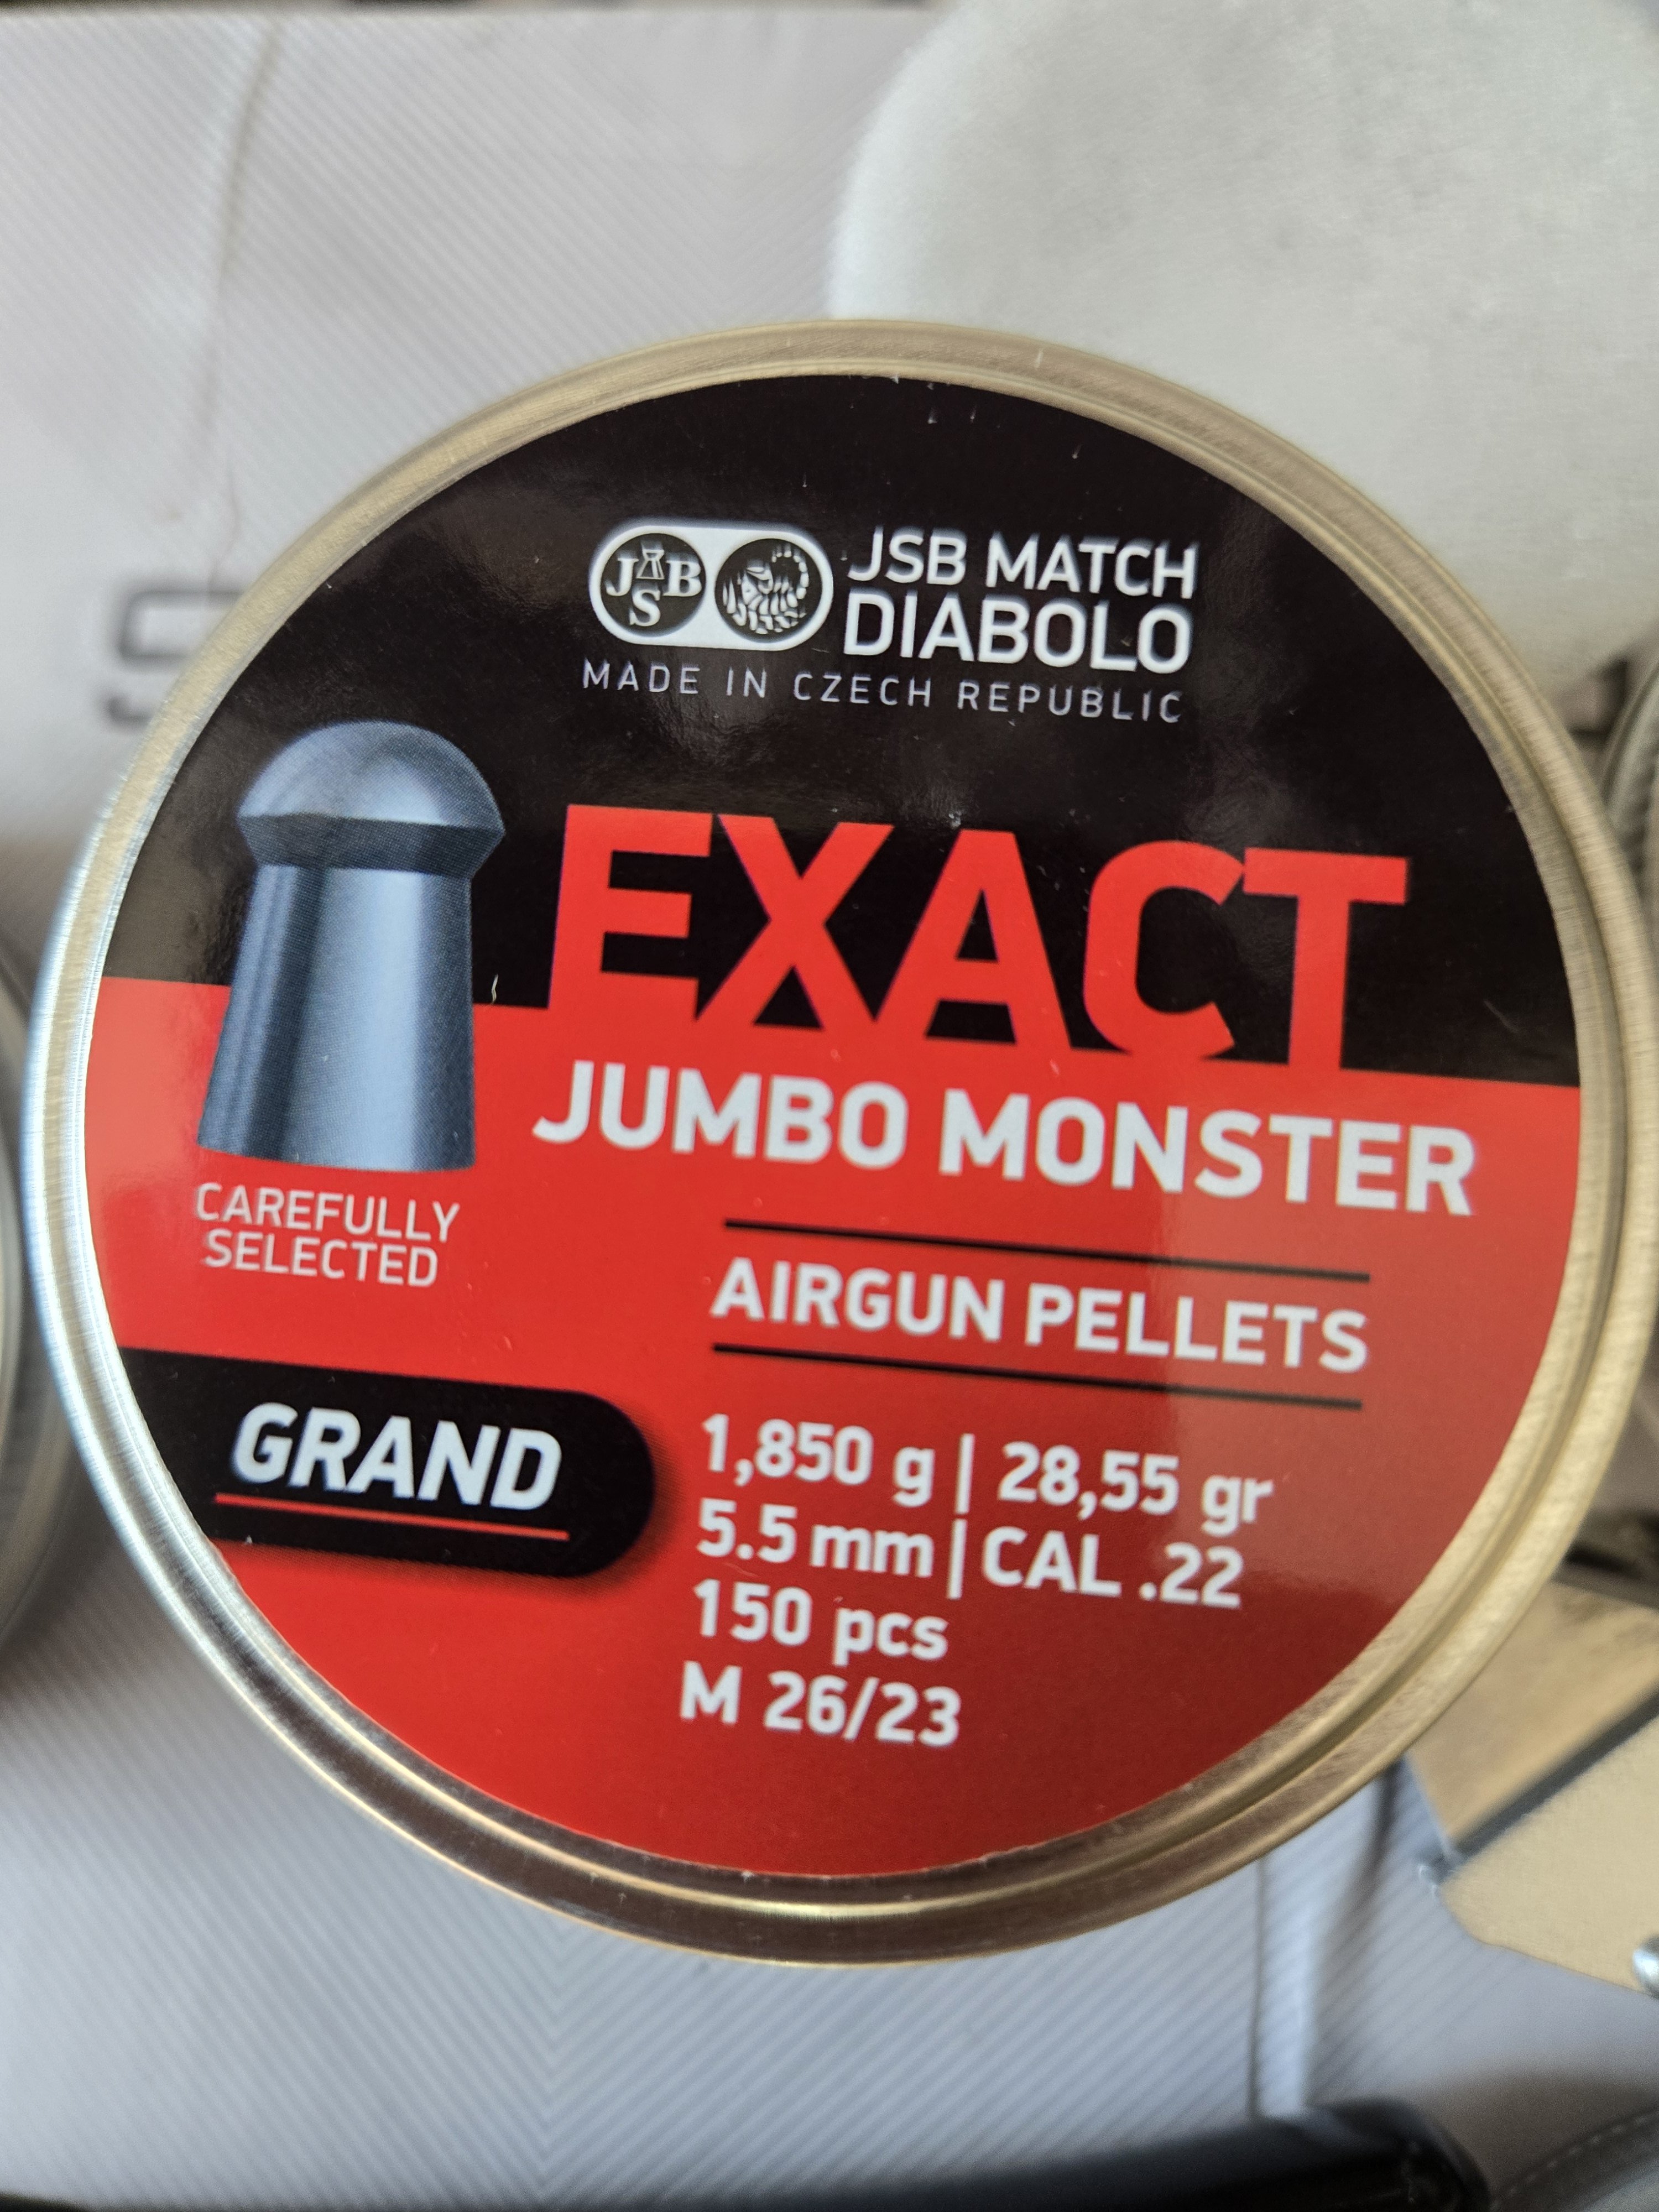 JSB
JSB MATCH
DIABOLO
MADE IN CZECH REPUBLIC
EXACT
JUMBO MONSTER
CAREFULLY
SELECTED
AIRGUN PELLETS
GRAND
1,850 g | 28,55 gr
5.5 mm | CAL .22
150 pcs
M 26/23